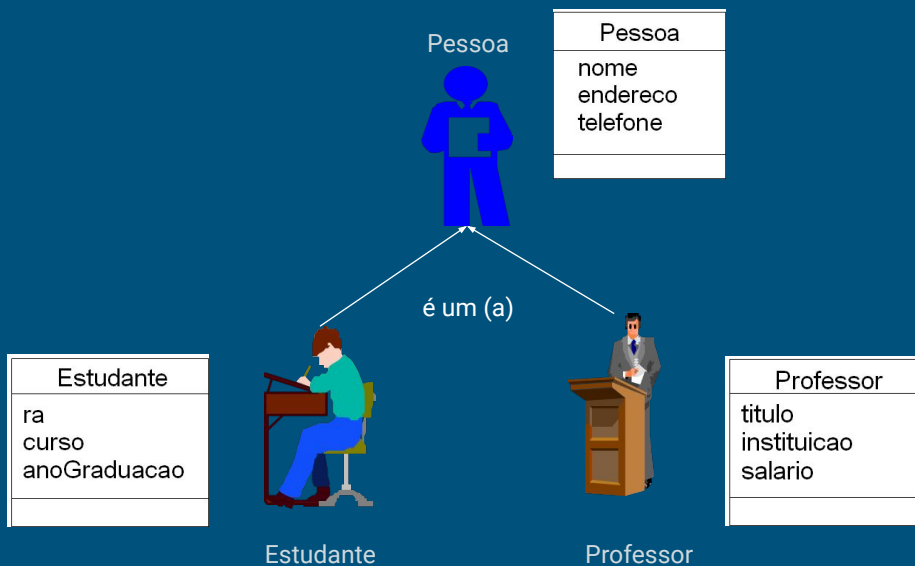 Pessoa
Pessoa
nome
endereco
telefone
é um (a)
Estudante
ra
curso
anoGraduacao
Professor
titulo
instituicao
salario
Estudante
Professor